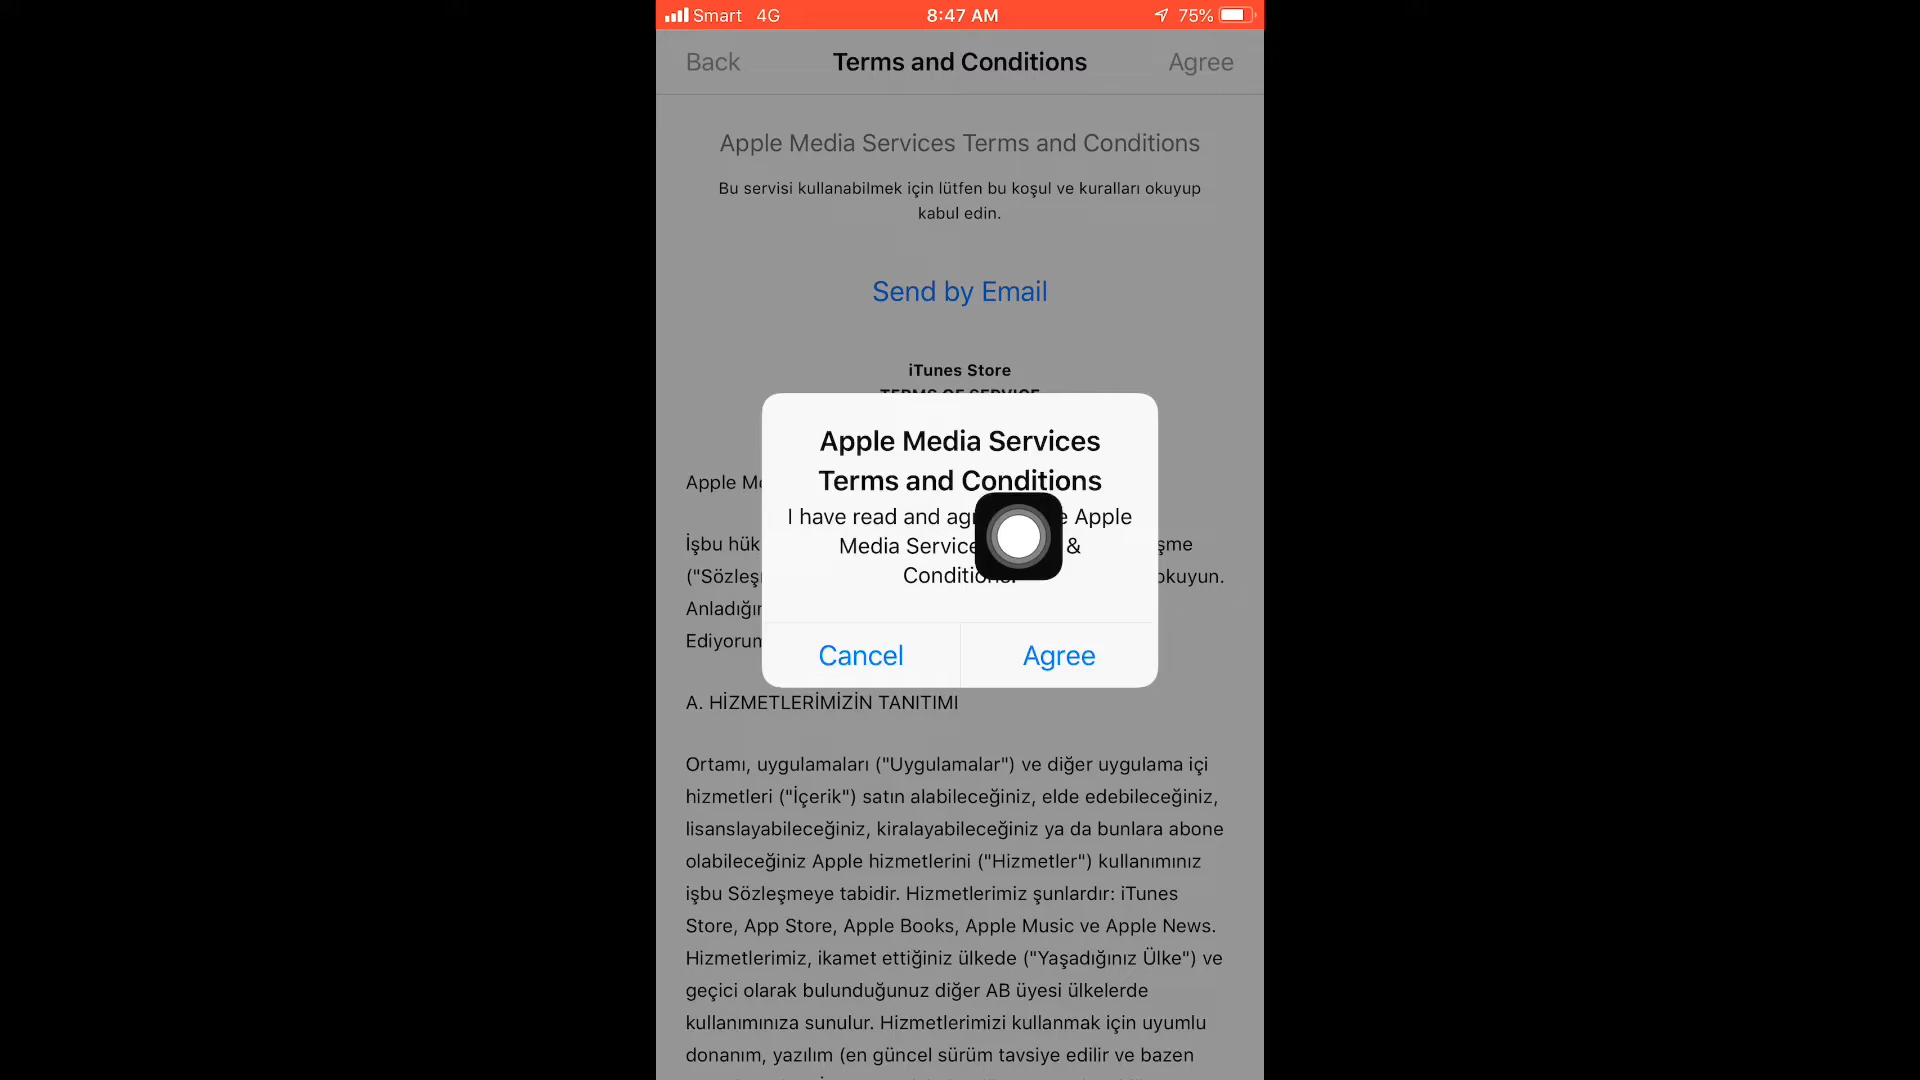 Smart 4G 8:47 AM 75%
Back Terms and Conditions Agree
Apple Media Services Terms and Conditions
Bu servisi kullanabilmek için lütfen bu koşul ve kuralları okuyup
kabul edin.
Send by Email
iTunes Store
TERMS OF SERVICE
Apple Media Services
Terms and Conditions
I have read and Apple
Media &
Cancel Agree
Apple
İşbu
okuyun.
A. HİZMETLERİMİZİN TANITIMI
Ortamı, uygulamaları ("Uygulamalar") ve diğer uygulama içi
hizmetleri ("İçerik") satın alabileceğiniz, elde edebileceğiniz,
lisanslayabileceğiniz, kiralayabileceğiniz ya da bunlara abone
olabileceğiniz Apple hizmetlerini ("Hizmetler") kullanımınız
işbu Sözleşmeye tabidir. Hizmetlerimiz şunlardır: iTunes
Store, App Store, Apple Books, Apple Music ve Apple News.
Hizmetlerimiz, ikamet ettiğiniz ülkede ("Yaşadığınız Ülke") ve
geçici olarak bulunduğunuz diğer AB üyesi ülkelerde
kullanımınıza sunulur. Hizmetlerimizi kullanmak için uyumlu
donanım, yazılım (en güncel sürüm tavsiye edilir ve bazen